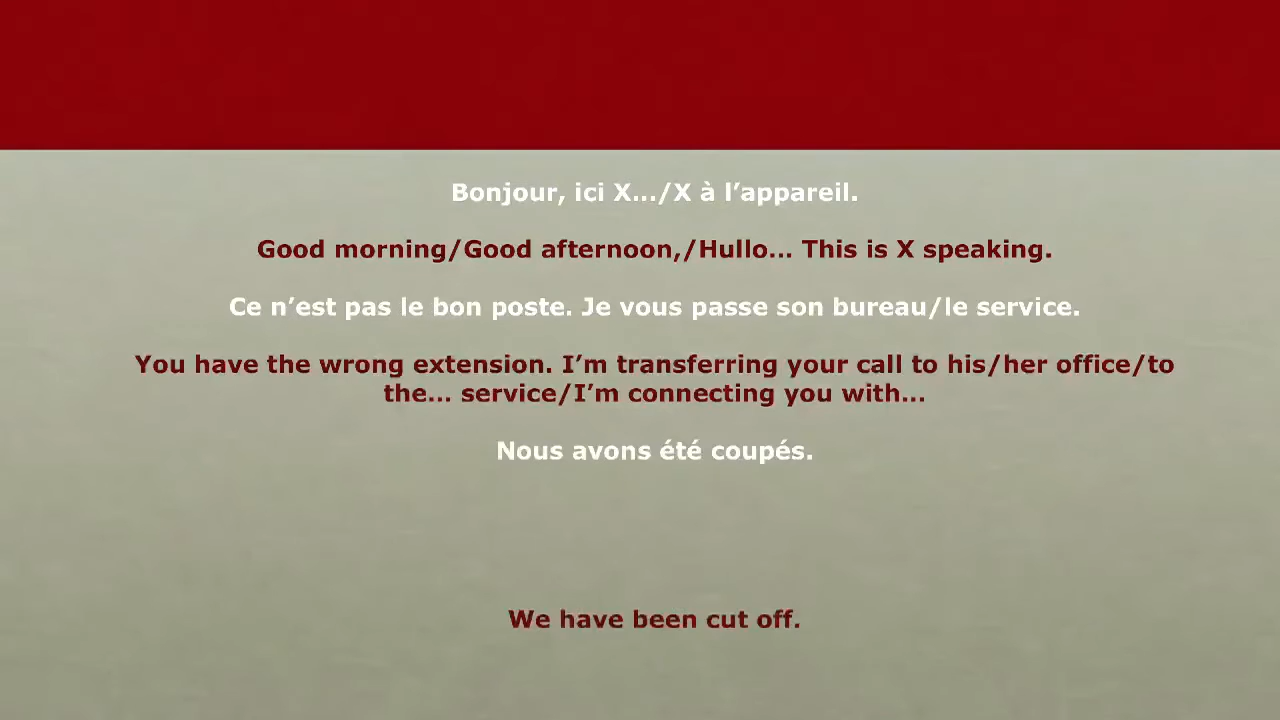 Bonjour, ici X.../X à l’appareil.
Good morning/Good afternoon,/Hullo... This is X speaking.
Ce n’est pas le bon poste. Je vous passe son bureau/le service.
You have the wrong extension. I’m transferring your call to his/her office/to
the... service/I’m connecting you with...
Nous avons été coupés.
We have been cut off.